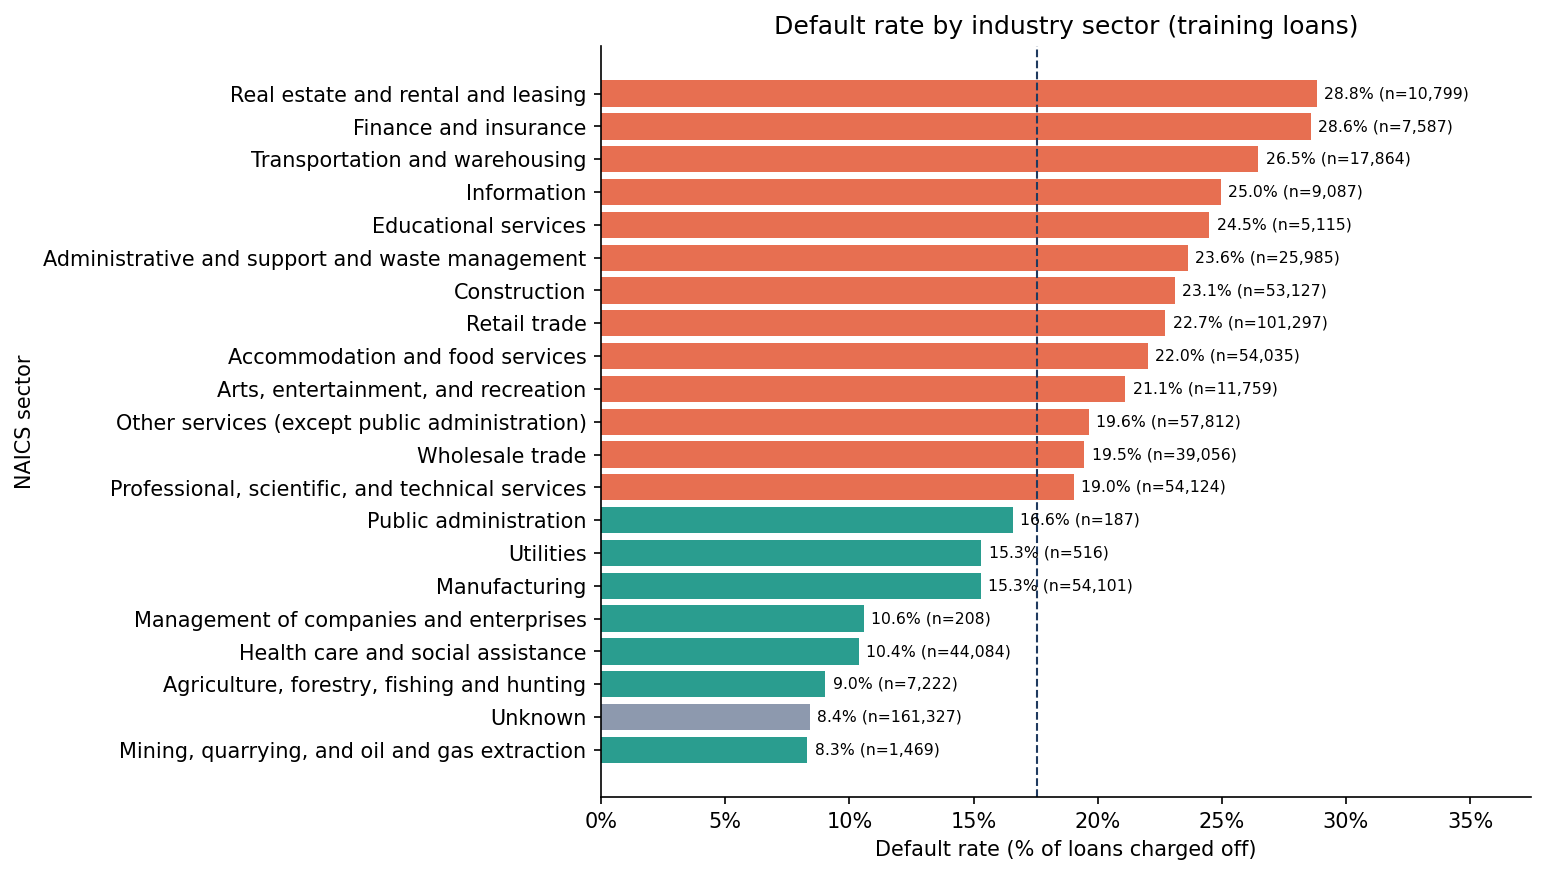 Default rate by industry sector (training loans)
NAICS sector
Real estate and rental and leasing 28.8% (n=10,799)
Finance and insurance 28.6% (n=7,587)
Transportation and warehousing 26.5% (n=17,864)
Information 25.0% (n=9,087)
Educational services 24.5% (n=5,115)
Administrative and support and waste management 23.6% (n=25,985)
Construction 23.1% (n=53,127)
Retail trade 22.7% (n=101,297)
Accommodation and food services 22.0% (n=54,035)
Arts, entertainment, and recreation 21.1% (n=11,759)
Other services (except public administration) 19.6% (n=57,812)
Wholesale trade 19.5% (n=39,056)
Professional, scientific, and technical services 19.0% (n=54,124)
Public administration 16.6% (n=187)
Utilities 15.3% (n=516)
Manufacturing 15.3% (n=54,101)
Management of companies and enterprises 10.6% (n=208)
Health care and social assistance 10.4% (n=44,084)
Agriculture, forestry, fishing and hunting 9.0% (n=7,222)
Unknown 8.4% (n=161,327)
Mining, quarrying, and oil and gas extraction 8.3% (n=1,469)
0% 5% 10% 15% 20% 25% 30% 35%
Default rate (% of loans charged off)